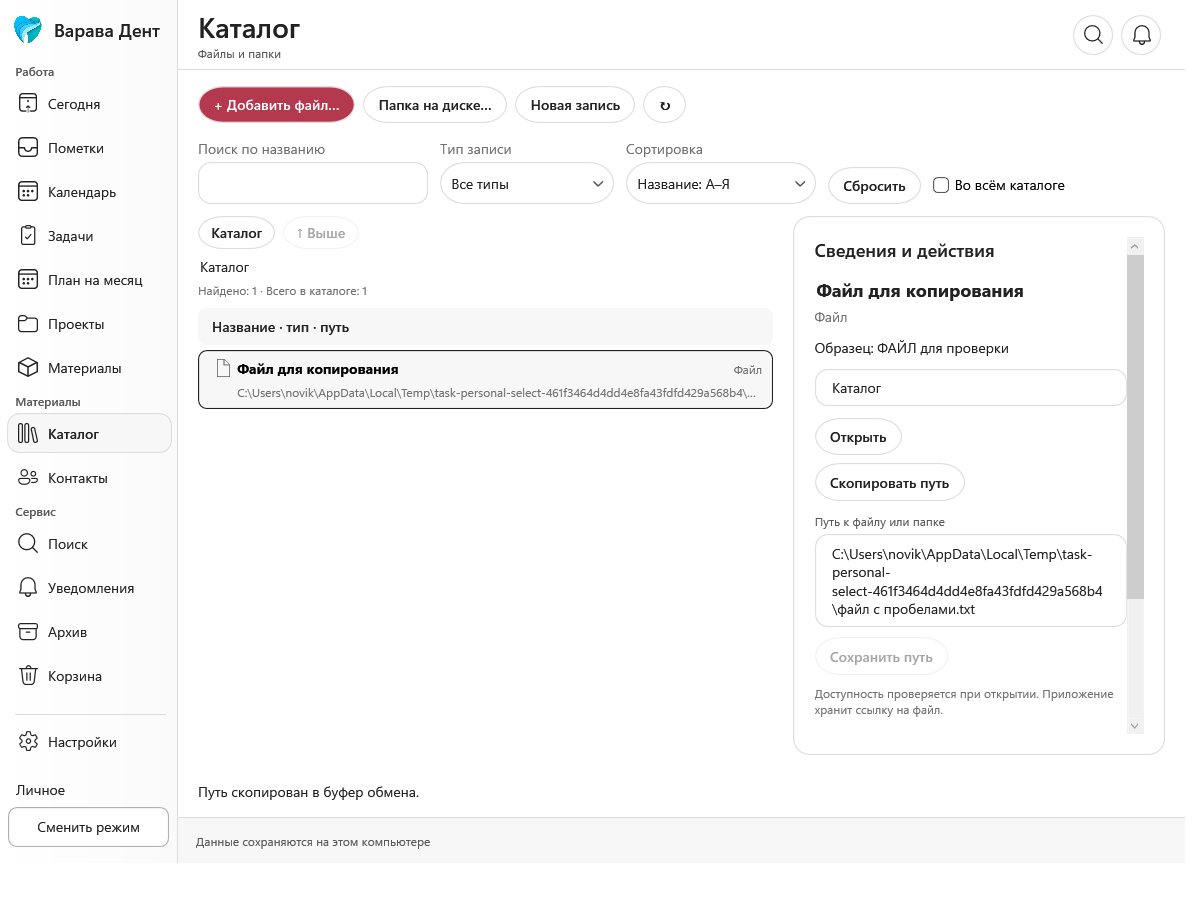 Варава Дент
Работа
Сегодня
Пометки
Календарь
Задачи
План на месяц
Проекты
Материалы
Материалы
Каталог
Контакты
Сервис
Поиск
Уведомления
Архив
Корзина
Настройки
Личное
Сменить режим
Каталог
Файлы и папки
+ Добавить файл...
Папка на диске...
Новая запись
↻
Поиск по названию
Тип записи
Сортировка
Все типы
Название: А–Я
Сбросить
Во всём каталоге
Каталог
↑ Выше
Каталог
Найдено: 1 · Всего в каталоге: 1
Название · тип · путь
Файл для копирования
Файл
C:\Users\novik\AppData\Local\Temp\task-personal-select-461f3464d4dd4e8fa43fdfd429a568b4\...
Сведения и действия
Файл для копирования
Файл
Образец: ФАЙЛ для проверки
Каталог
Открыть
Скопировать путь
Путь к файлу или папке
C:\Users\novik\AppData\Local\Temp\task-
personal-
select-461f3464d4dd4e8fa43fdfd429a568b4
\файл с пробелами.txt
Сохранить путь
Доступность проверяется при открытии. Приложение
хранит ссылку на файл.
Путь скопирован в буфер обмена.
Данные сохраняются на этом компьютере